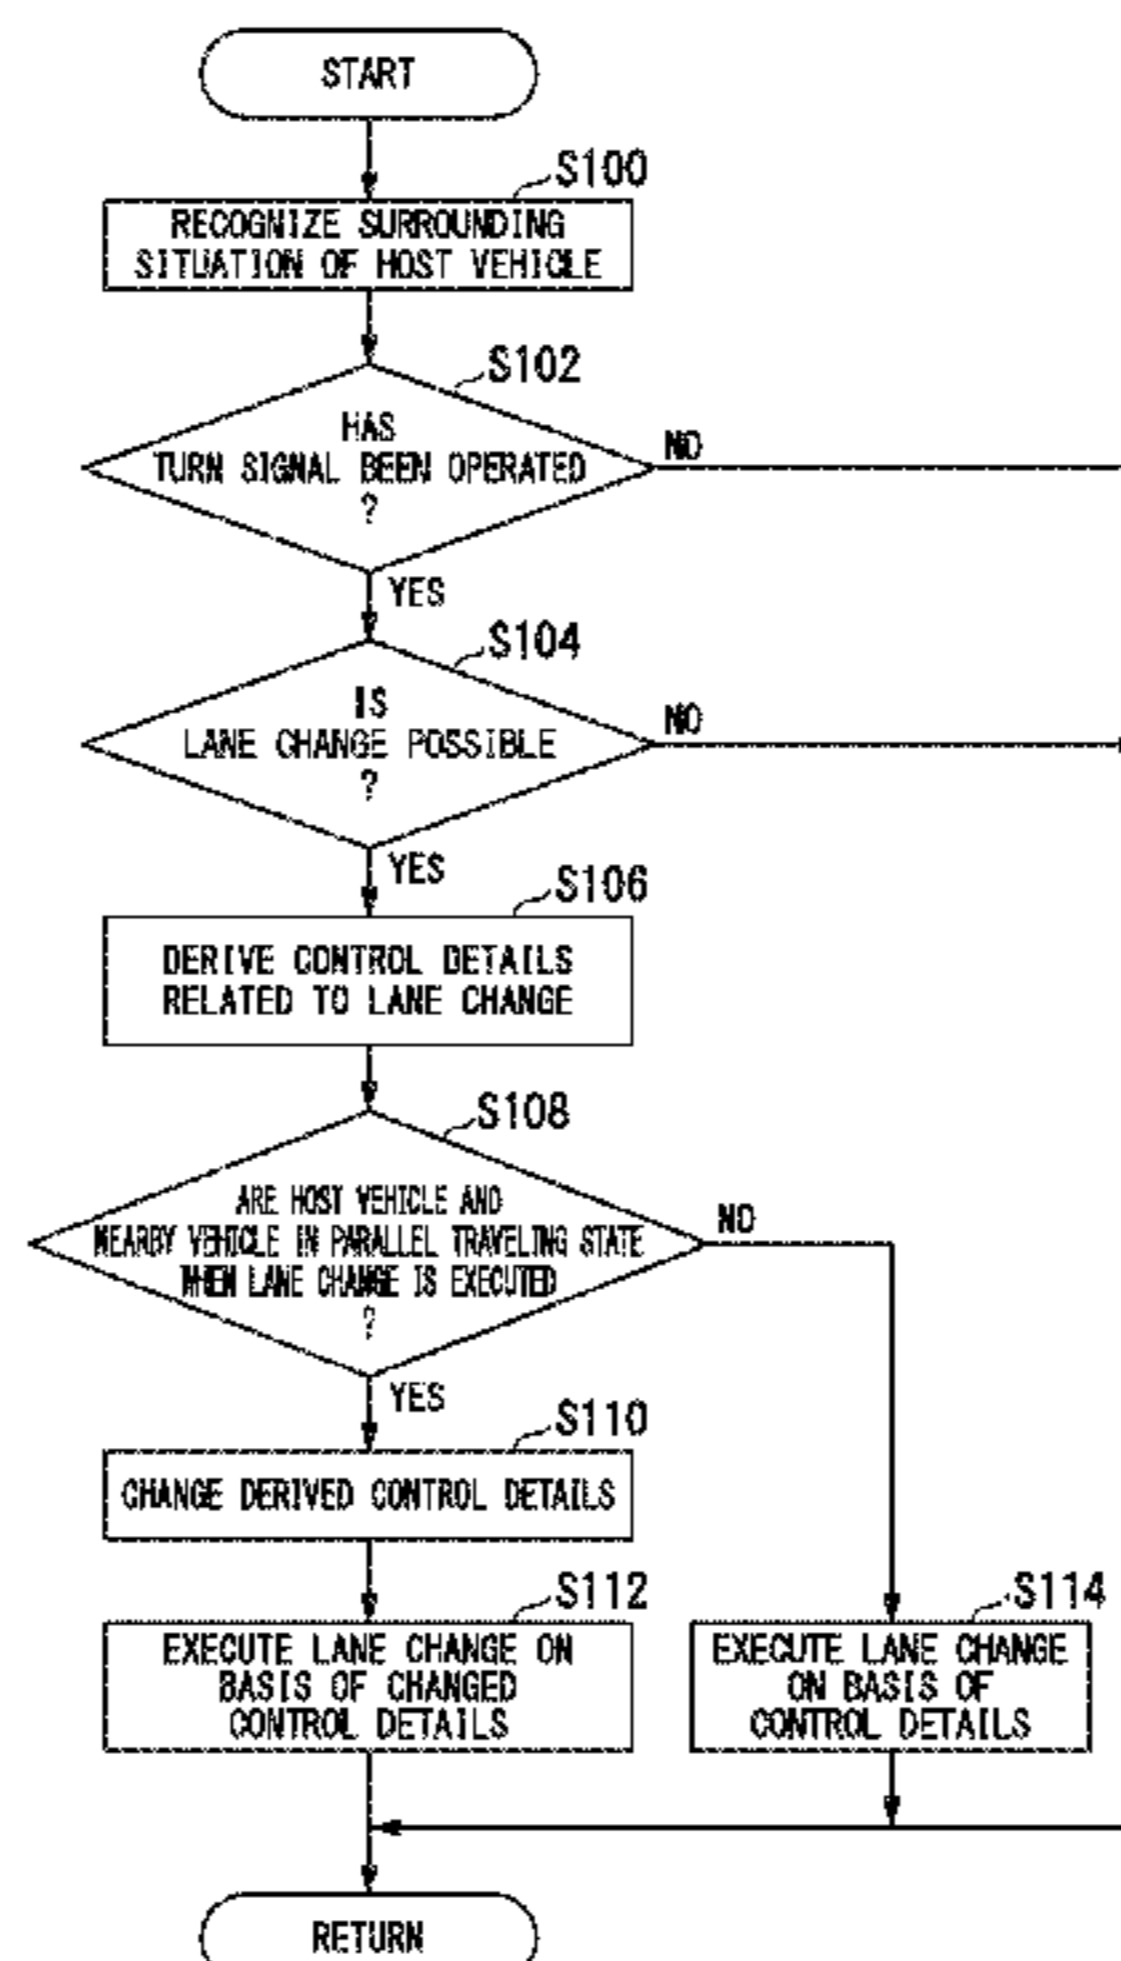 START
S100
RECOGNIZE SURROUNDING
SITUATION OF HOST VEHICLE
S102
HAS
TURN SIGNAL BEEN OPERATED
?
NO
YES
S104
IS
LANE CHANGE POSSIBLE
?
NO
YES
S106
DERIVE CONTROL DETAILS
RELATED TO LANE CHANGE
S108
ARE HOST VEHICLE AND
NEARBY VEHICLE IN PARALLEL TRAVELING STATE
WHEN LANE CHANGE IS EXECUTED
?
NO
YES
S110
CHANGE DERIVED CONTROL DETAILS
S112
EXECUTE LANE CHANGE ON
BASIS OF CHANGED
CONTROL DETAILS
S114
EXECUTE LANE CHANGE
ON BASIS OF
CONTROL DETAILS
RETURN